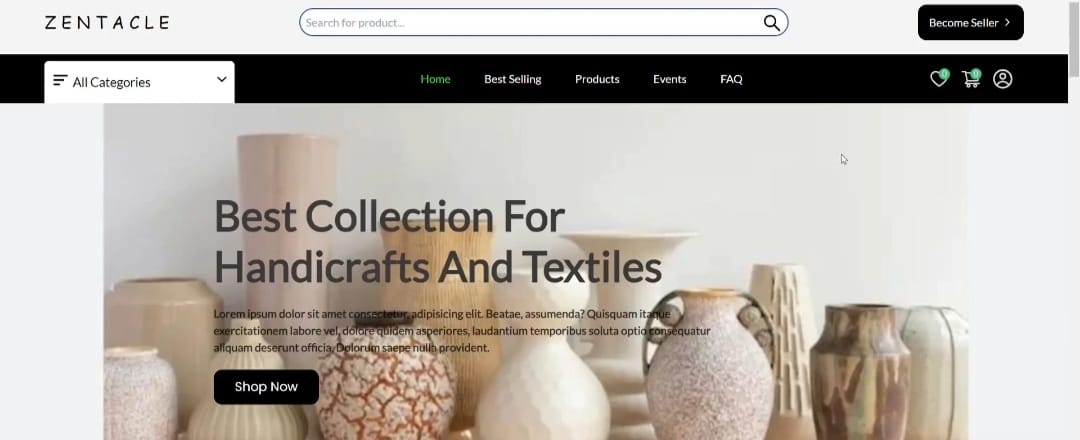 ZENTACLE
Search for product...
Become Seller
All Categories
Home Best Selling Products Events FAQ
0 0
Best Collection For
Handicrafts And Textiles
Lorem ipsum dolor sit amet consectetur, adipisicing elit. Beatae, assumenda? Quisquam itaque
exercitationem labore vel, dolore quidem asperiores, laudantium temporibus soluta optio consequatur
aliquam deserunt officia, Dolorum saepe nulla provident.
Shop Now